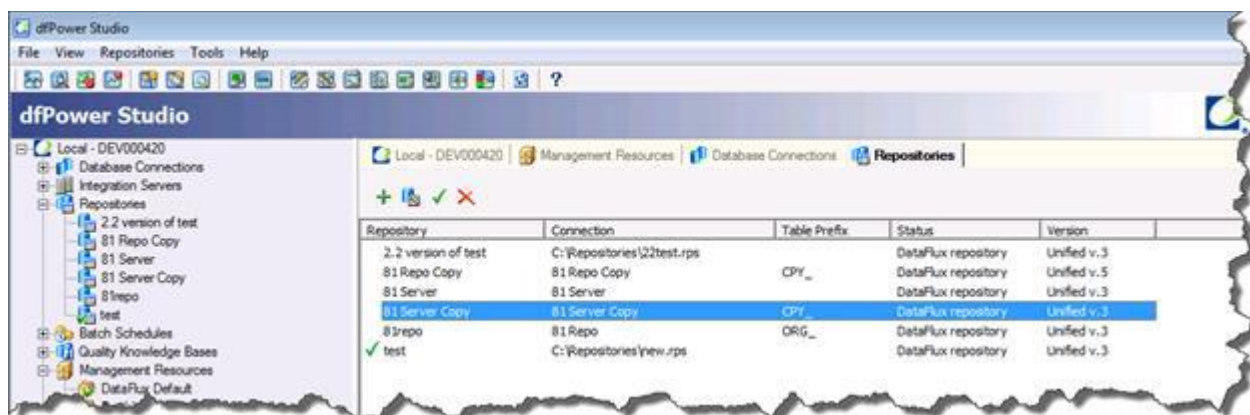 dfPower Studio
File View Repositories Tools Help
?
dfPower Studio
Local - DEV000420
Database Connections
Integration Servers
Repositories
2.2 version of test
81 Repo Copy
81 Server
81 Server Copy
81repo
test
Batch Schedules
Quality Knowledge Bases
Management Resources
DataFlux Default
Local - DEV000420 Management Resources Database Connections Repositories
Repository Connection Table Prefix Status Version
2.2 version of test C:\Repositories\22test.rps DataFlux repository Unified v.3
81 Repo Copy 81 Repo Copy CPY_ DataFlux repository Unified v.5
81 Server 81 Server DataFlux repository Unified v.3
81 Server Copy 81 Server Copy CPY_ DataFlux repository Unified v.3
81repo 81 Repo ORG_ DataFlux repository Unified v.3
test C:\Repositories\new.rps DataFlux repository Unified v.3